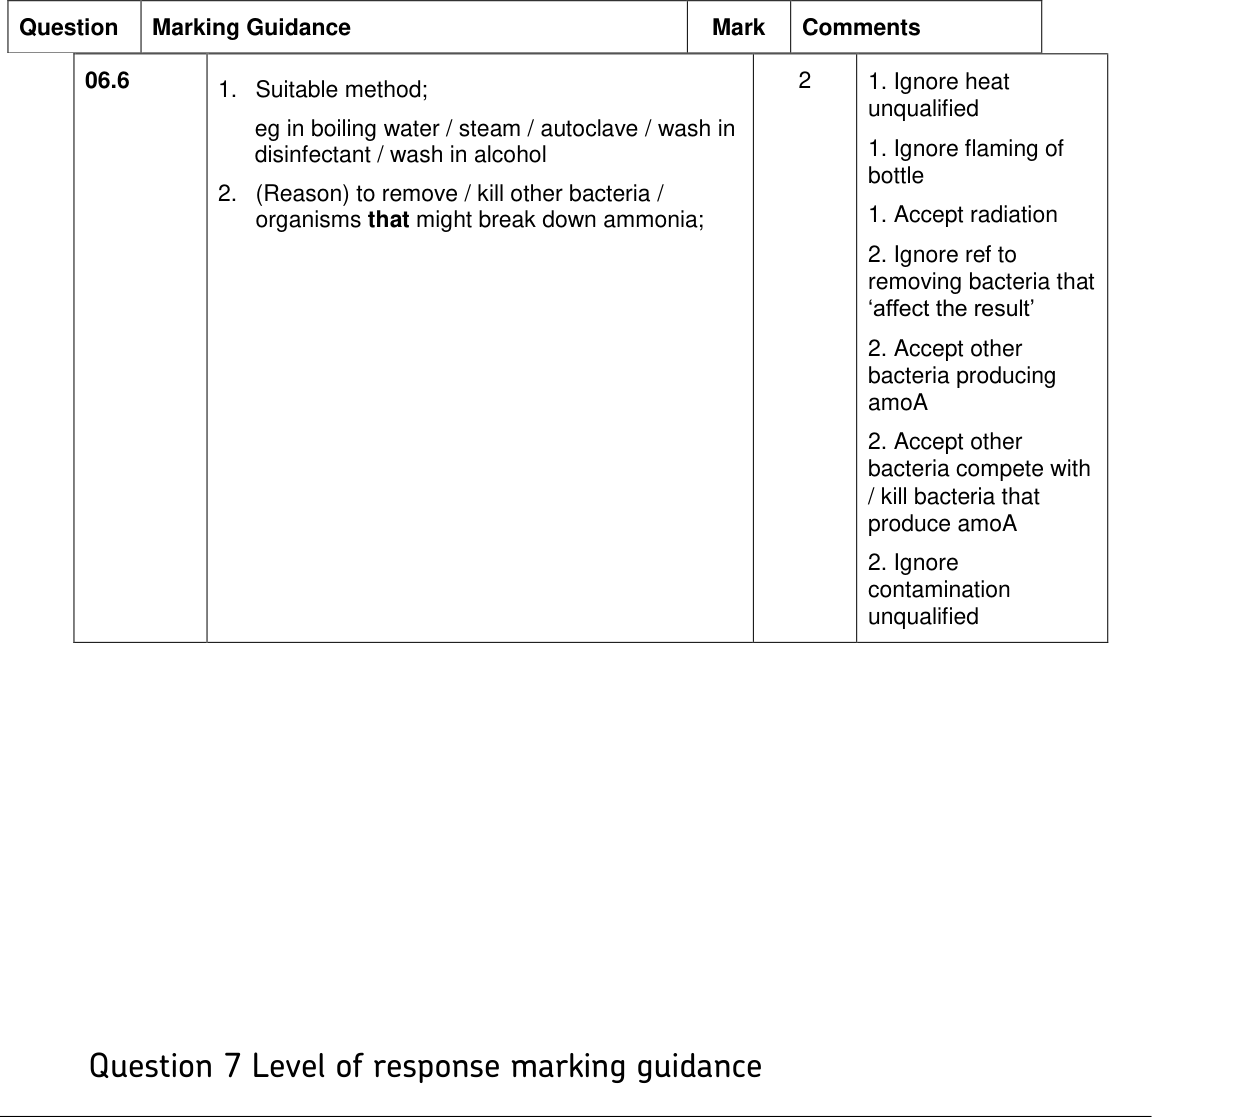 Question Marking Guidance Mark Comments
06.6
1. Suitable method;
eg in boiling water / steam / autoclave / wash in
disinfectant / wash in alcohol
2. (Reason) to remove / kill other bacteria /
organisms that might break down ammonia;
2
1. Ignore heat
unqualified
1. Ignore flaming of
bottle
1. Accept radiation
2. Ignore ref to
removing bacteria that
‘affect the result’
2. Accept other
bacteria producing
amoA
2. Accept other
bacteria compete with
/ kill bacteria that
produce amoA
2. Ignore
contamination
unqualified
Question 7 Level of response marking guidance